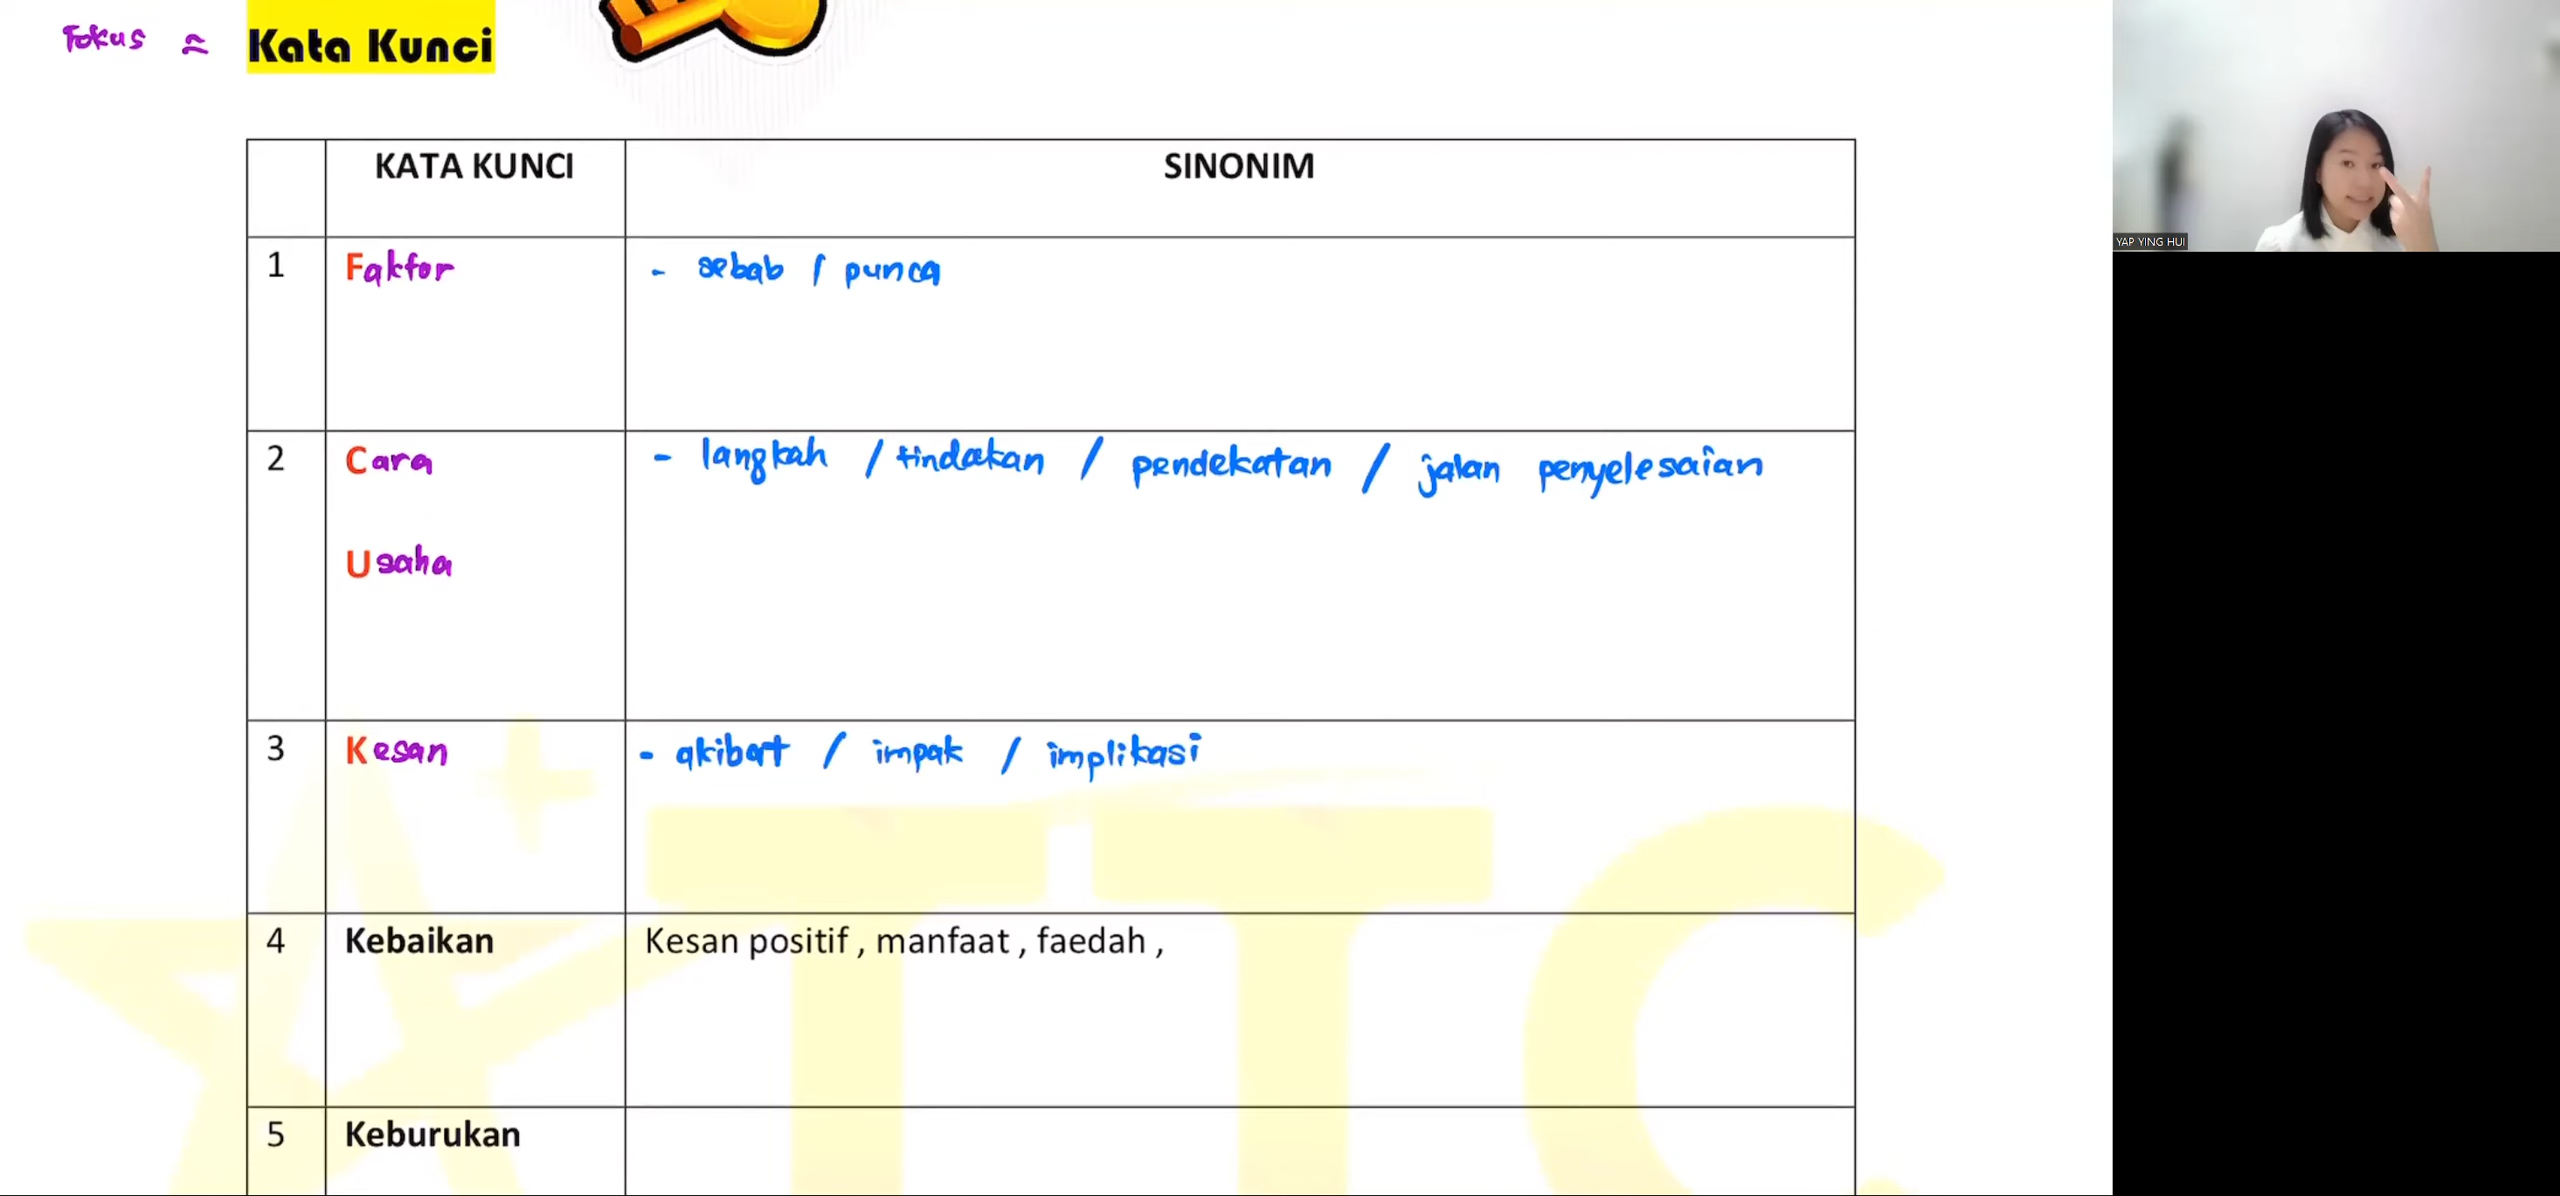 Fokus ≈ Kata Kunci
KATA KUNCI SINONIM
1 Faktor - sebab / punca
2 Cara - langkah / tindakan / pendekatan / jalan penyelesaian
Usaha
3 Kesan - akibat / impak / implikasi
4 Kebaikan Kesan positif , manfaat , faedah ,
5 Keburukan
YAP YING HUI
TTC